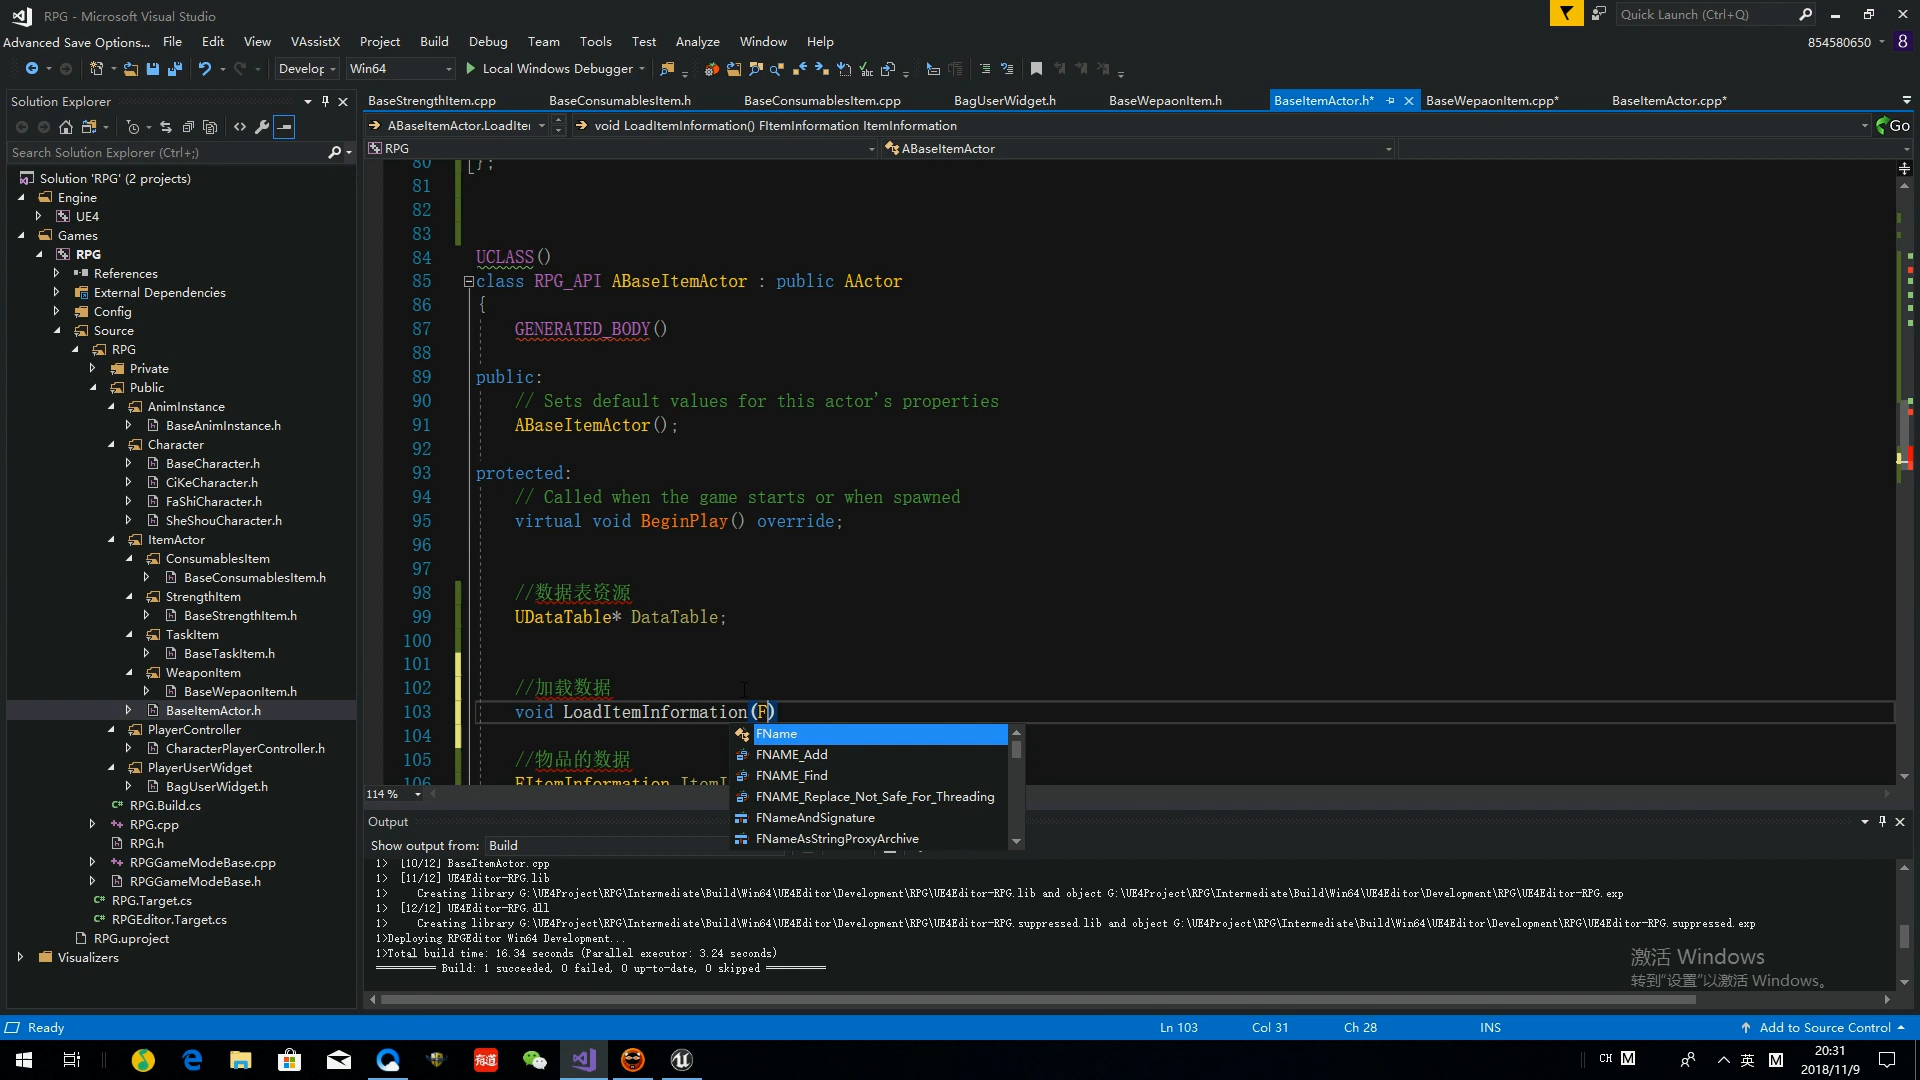 RPG - Microsoft Visual Studio
Quick Launch (Ctrl+Q)
Advanced Save Options... File Edit View VAssistX Project Build Debug Team Tools Test Analyze Window Help
854580650 8
Develop Win64 Local Windows Debugger
Solution Explorer
Search Solution Explorer (Ctrl+;)
Solution 'RPG' (2 projects)
Engine
UE4
Games
RPG
References
External Dependencies
Config
Source
RPG
Private
Public
AnimInstance
BaseAnimInstance.h
Character
BaseCharacter.h
CiKeCharacter.h
FaShiCharacter.h
SheShouCharacter.h
ItemActor
ConsumablesItem
BaseConsumablesItem.h
StrengthItem
BaseStrengthItem.h
TaskItem
BaseTaskItem.h
WeaponItem
BaseWepaonItem.h
BaseItemActor.h
PlayerController
CharacterPlayerController.h
PlayerUserWidget
BagUserWidget.h
RPG.Build.cs
RPG.cpp
RPG.h
RPGGameModeBase.cpp
RPGGameModeBase.h
RPG.Target.cs
RPGEditor.Target.cs
RPG.uproject
Visualizers
BaseStrengthItem.cpp BaseConsumablesItem.h BaseConsumablesItem.cpp BagUserWidget.h BaseWepaonItem.h BaseItemActor.h* BaseWepaonItem.cpp* BaseItemActor.cpp*
ABaseItemActor.LoadIter void LoadItemInformation() FItemInformation ItemInformation Go
RPG ABaseItemActor
80 };
81
82
83
84 UCLASS()
85 class RPG_API ABaseItemActor : public AActor
86 {
87 GENERATED_BODY()
88
89 public:
90 // Sets default values for this actor's properties
91 ABaseItemActor();
92
93 protected:
94 // Called when the game starts or when spawned
95 virtual void BeginPlay() override;
96
97
98 //数据表资源
99 UDataTable* DataTable;
100
101
102 //加载数据
103 void LoadItemInformation(F)
104
105 //物品的数据
106 FItemInformation ItemI
FName
FNAME_Add
FNAME_Find
FNAME_Replace_Not_Safe_For_Threading
FNameAndSignature
FNameAsStringProxyArchive
114 %
Output
Show output from: Build
1> [10/12] BaseItemActor.cpp
1> [11/12] UE4Editor-RPG.lib
1> Creating library G:\UE4Project\RPG\Intermediate\Build\Win64\UE4Editor\Development\RPG\UE4Editor-RPG.lib and object G:\UE4Project\RPG\Intermediate\Build\Win64\UE4Editor\Development\RPG\UE4Editor-RPG.exp
1> [12/12] UE4Editor-RPG.dll
1> Creating library G:\UE4Project\RPG\Intermediate\Build\Win64\UE4Editor\Development\RPG\UE4Editor-RPG.suppressed.lib and object G:\UE4Project\RPG\Intermediate\Build\Win64\UE4Editor\Development\RPG\UE4Editor-RPG.suppressed.exp
1>Deploying RPGEditor Win64 Development...
1>Total build time: 16.34 seconds (Parallel executor: 3.24 seconds)
========== Build: 1 succeeded, 0 failed, 0 up-to-date, 0 skipped ==========
激活 Windows
转到“设置”以激活 Windows。
Ready Ln 103 Col 31 Ch 28 INS Add to Source Control
有道
CH M 英 M
20:31
2018/11/9